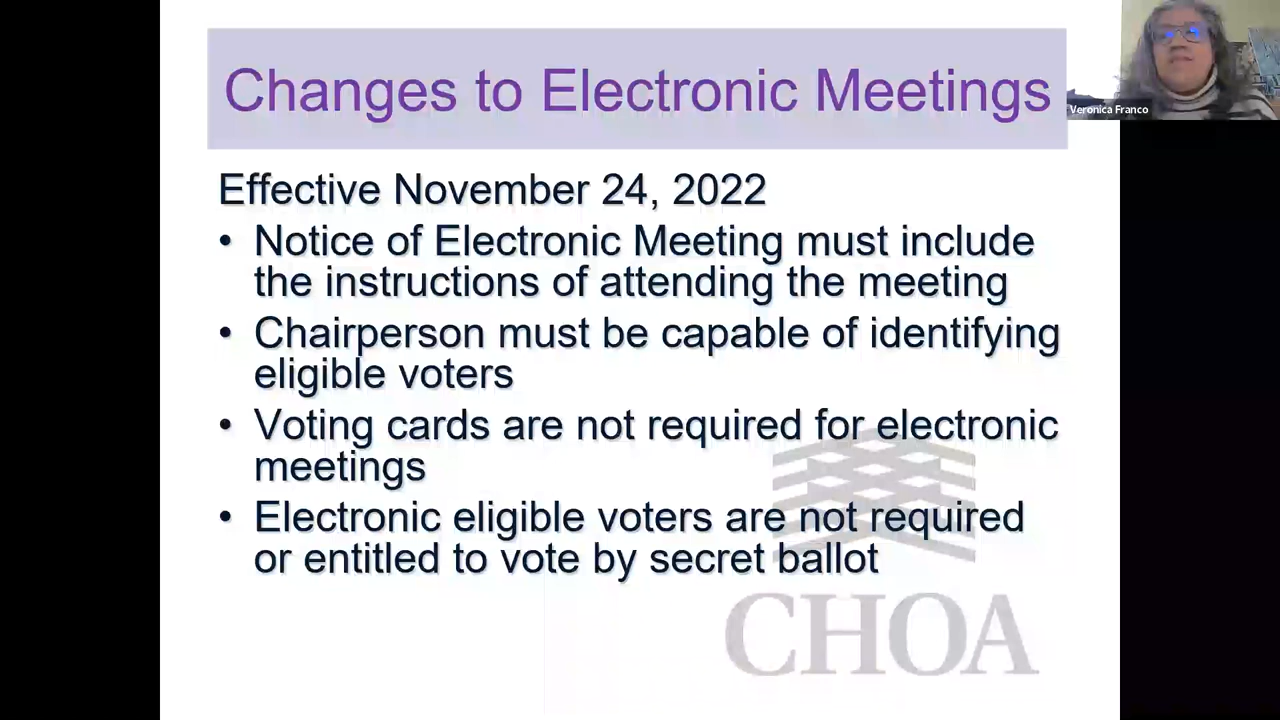 Changes to Electronic Meetings
Veronica Franco
Effective November 24, 2022
• Notice of Electronic Meeting must include
the instructions of attending the meeting
• Chairperson must be capable of identifying
eligible voters
• Voting cards are not required for electronic
meetings
• Electronic eligible voters are not required
or entitled to vote by secret ballot
CHOA